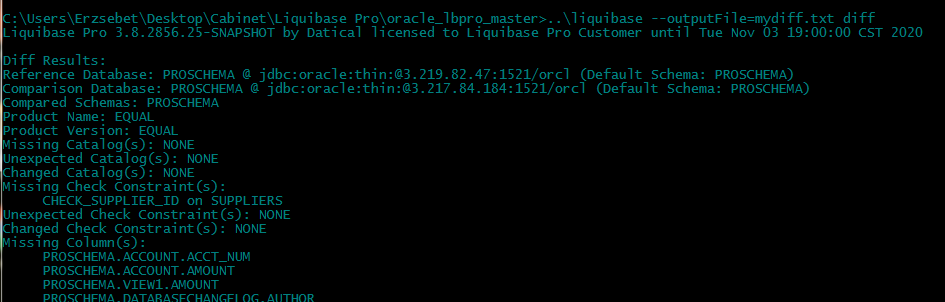 C:\Users\Erzsebet\Desktop\Cabinet\Liquibase Pro\oracle_lbpro_master>..\liquibase --outputFile=mydiff.txt diff
Liquibase Pro 3.8.2856.25-SNAPSHOT by Datical licensed to Liquibase Pro Customer until Tue Nov 03 19:00:00 CST 2020
Diff Results:
Reference Database: PROSCHEMA @ jdbc:oracle:thin:@3.219.82.47:1521/orcl (Default Schema: PROSCHEMA)
Comparison Database: PROSCHEMA @ jdbc:oracle:thin:@3.217.84.184:1521/orcl (Default Schema: PROSCHEMA)
Compared Schemas: PROSCHEMA
Product Name: EQUAL
Product Version: EQUAL
Missing Catalog(s): NONE
Unexpected Catalog(s): NONE
Changed Catalog(s): NONE
Missing Check Constraint(s):
CHECK_SUPPLIER_ID on SUPPLIERS
Unexpected Check Constraint(s): NONE
Changed Check Constraint(s): NONE
Missing Column(s):
PROSCHEMA.ACCOUNT.ACCT_NUM
PROSCHEMA.ACCOUNT.AMOUNT
PROSCHEMA.VIEW1.AMOUNT
PROSCHEMA.DATABASECHANGELOG.AUTHOR